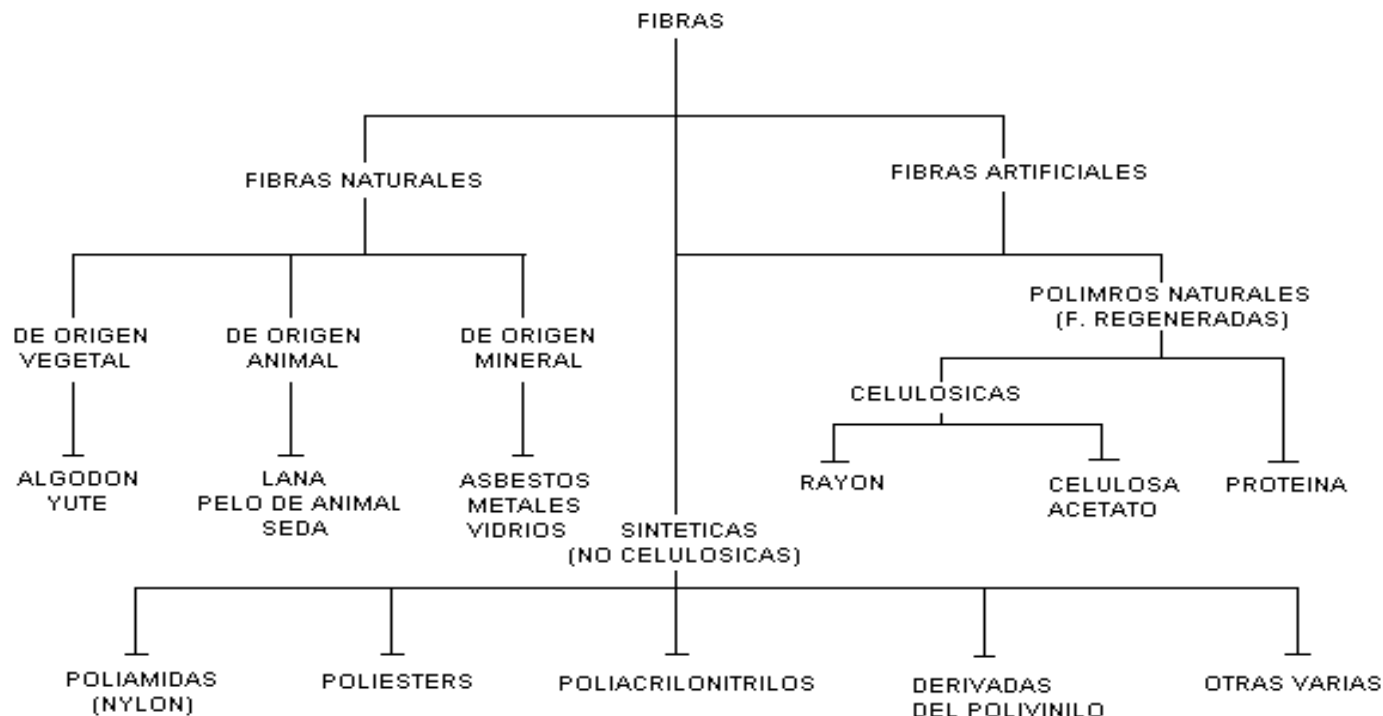 FIBRAS
FIBRAS NATURALES
FIBRAS ARTIFICIALES
POLIMROS NATURALES
(F. REGENERADAS)
DE ORIGEN
VEGETAL
DE ORIGEN
ANIMAL
DE ORIGEN
MINERAL
CELULOSICAS
ALGODON
YUTE
LANA
PELO DE ANIMAL
SEDA
ASBESTOS
METALES
VIDRIOS
RAYON
CELULOSA
ACETATO
PROTEINA
SINTETICAS
(NO CELULOSICAS)
POLIAMIDAS
(NYLON)
POLIESTERS
POLIACRILONITRILOS
DERIVADAS
DEL POLIVINILO
OTRAS VARIAS